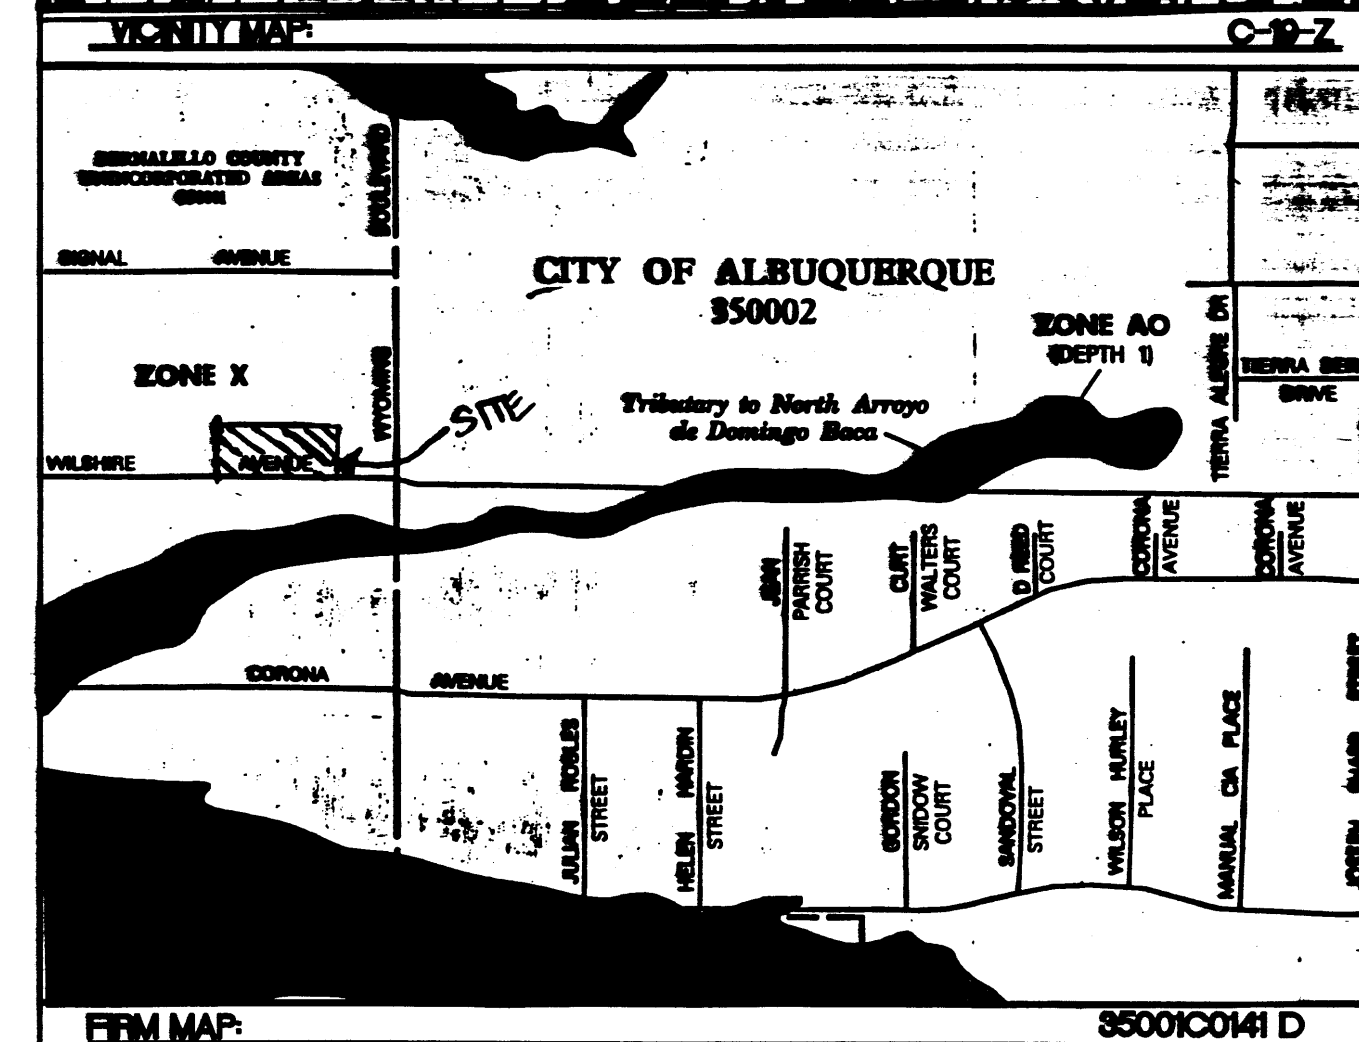 VICINITY MAP: C-19-Z
BERNALILLO COUNTY
UNINCORPORATED AREAS
BOULEVARD
SIGNAL AVENUE
CITY OF ALBUQUERQUE
350002
ZONE AO
(DEPTH 1)
TIERRA ALEGRE DR
DRIVE
ZONE X
WYOMING
SITE
Tributary to North Arroyo
de Domingo Baca
WILSHIRE AVENUE
JUAN
PARRISH
COURT
CURT
WALTERS
COURT
D REED
COURT
CORONA
AVENUE
CORONA
AVENUE
CORONA AVENUE
JULIAN ROBLES
STREET
HELEN HARDIN
STREET
GORDON
SNIDOW
COURT
SANDOVAL
STREET
WILSON HURLEY
PLACE
MANUAL CIA PLACE
FIRM MAP: 35001C0141 D